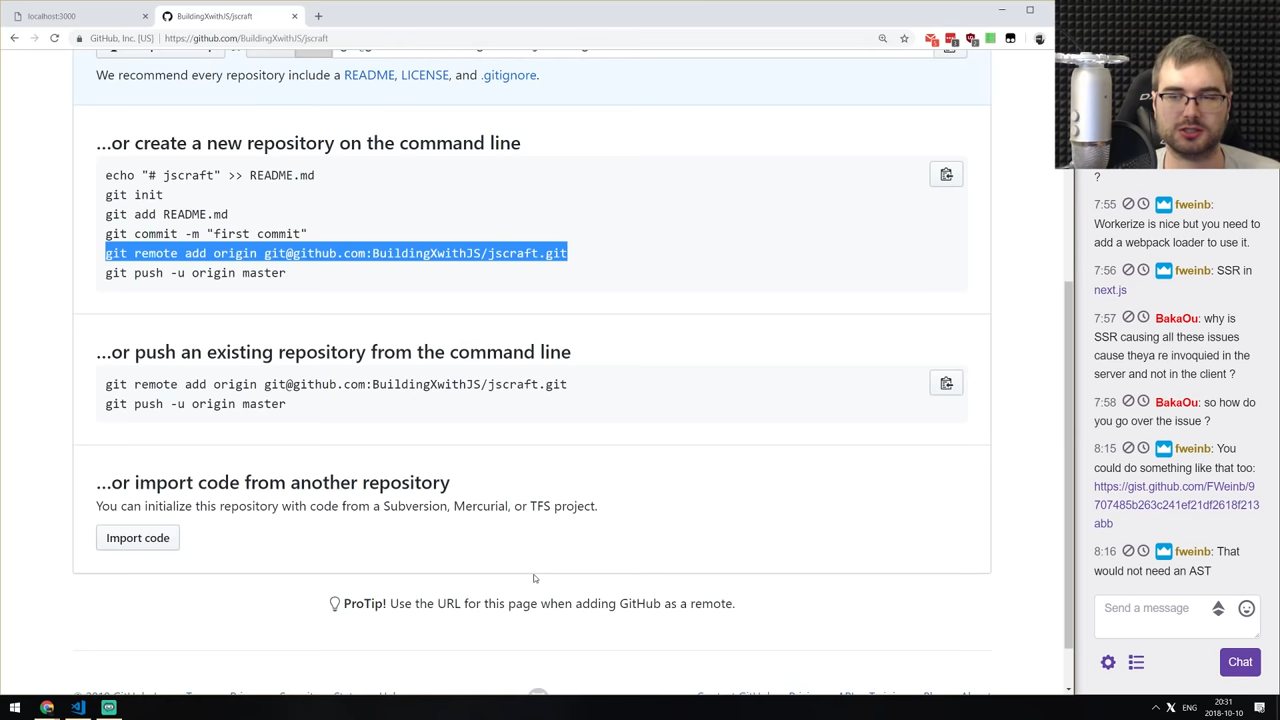 localhost:3000
BuildingXwithJS/jscraft
GitHub, Inc. [US]
https://github.com/BuildingXwithJS/jscraft
We recommend every repository include a README, LICENSE, and .gitignore.
…or create a new repository on the command line
echo "# jscraft" >> README.md
git init
git add README.md
git commit -m "first commit"
git remote add origin git@github.com:BuildingXwithJS/jscraft.git
git push -u origin master
…or push an existing repository from the command line
git remote add origin git@github.com:BuildingXwithJS/jscraft.git
git push -u origin master
…or import code from another repository
You can initialize this repository with code from a Subversion, Mercurial, or TFS project.
Import code
ProTip! Use the URL for this page when adding GitHub as a remote.
?
7:55 fweinb:
Workerize is nice but you need to
add a webpack loader to use it.
7:56 fweinb: SSR in
next.js
7:57 BakaOu: why is
SSR causing all these issues
cause theya re invoquied in the
server and not in the client ?
7:58 BakaOu: so how do
you go over the issue ?
8:15 fweinb: You
could do something like that too:
https://gist.github.com/FWeinb/9
707485b263c241ef21df2618f213
abb
8:16 fweinb: That
would not need an AST
Send a message
Chat
ENG
20:31
2018-10-10